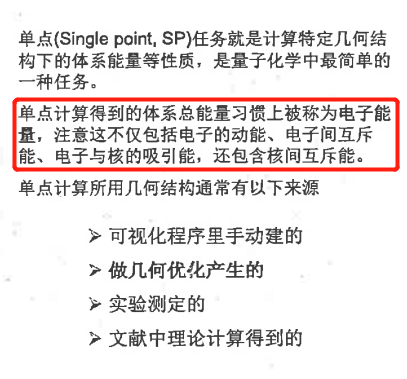 单点(Single point, SP)任务就是计算特定几何结
构下的体系能量等性质，是量子化学中最简单的
一种任务。
单点计算得到的体系总能量习惯上被称为电子能
量，注意这不仅包括电子的动能、电子间互斥
能、电子与核的吸引能，还包含核间互斥能。
单点计算所用几何结构通常有以下来源
➢ 可视化程序里手动建的
➢ 做几何优化产生的
➢ 实验测定的
➢ 文献中理论计算得到的